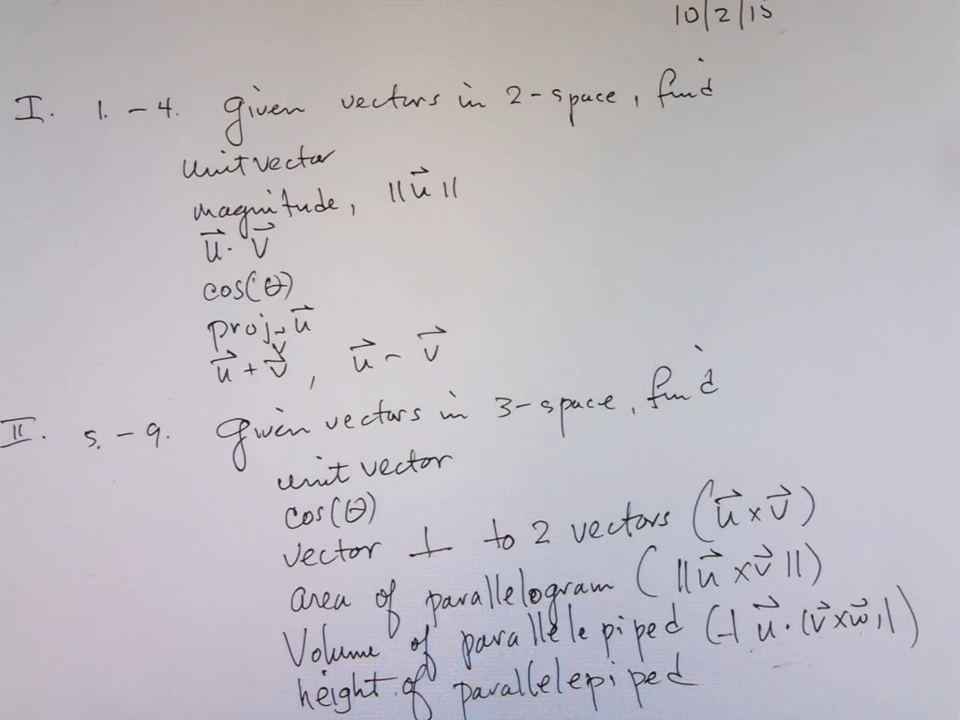 10/2/15
I. 1. - 4. Given vectors in 2-space, find
unit vector
magnitude, ||u⃗||
u⃗ · v⃗
cos(θ)
proj_v⃗ u⃗
u⃗ + v⃗, u⃗ - v⃗
II. 5. - 9. Given vectors in 3-space, find
unit vector
cos(θ)
vector ⊥ to 2 vectors (u⃗ × v⃗)
area of parallelogram (||u⃗ × v⃗||)
Volume of parallelepiped (-| u⃗ · (v⃗ × w⃗)|)
height of parallelepiped